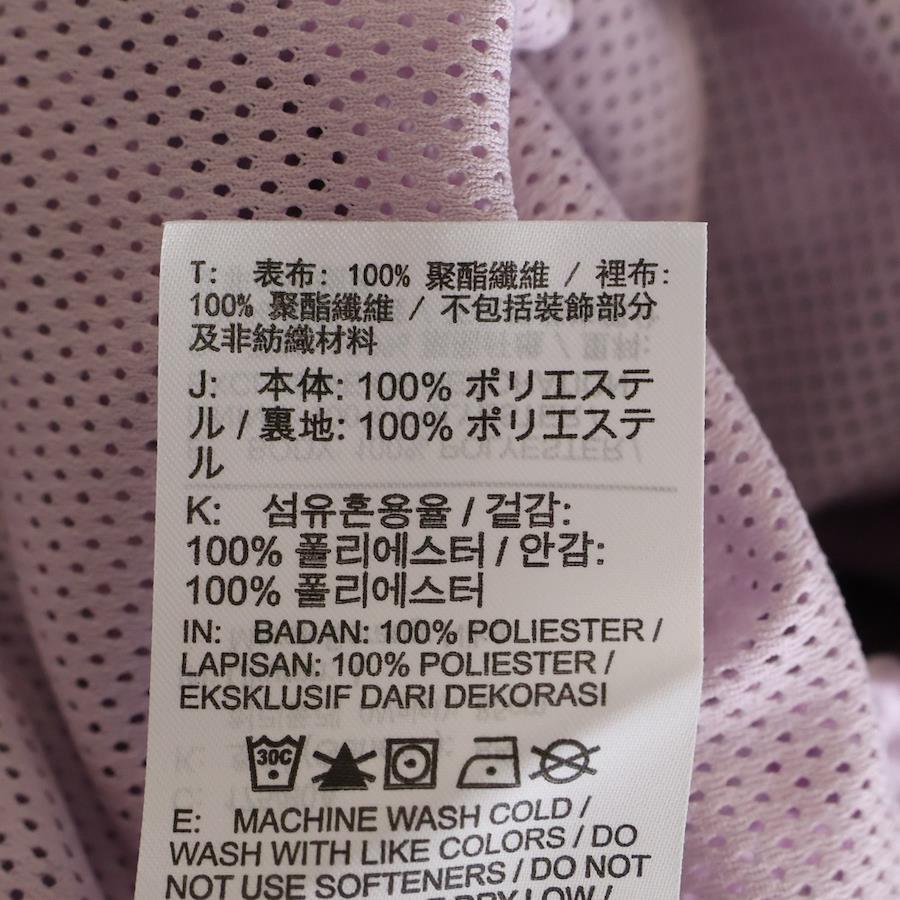 T: 表布: 100% 聚酯纖維 / 裡布:
100% 聚酯纖維 / 不包括裝飾部分
及非紡織材料
J: 本体: 100% ポリエステ
ル / 裏地: 100% ポリエステ
ル
K: 섬유혼용율 / 겉감:
100% 폴리에스터 / 안감:
100% 폴리에스터
IN: BADAN: 100% POLIESTER /
LAPISAN: 100% POLIESTER /
EKSKLUSIF DARI DEKORASI
30C
E: MACHINE WASH COLD /
WASH WITH LIKE COLORS / DO
NOT USE SOFTENERS / DO NOT
DRY LOW /